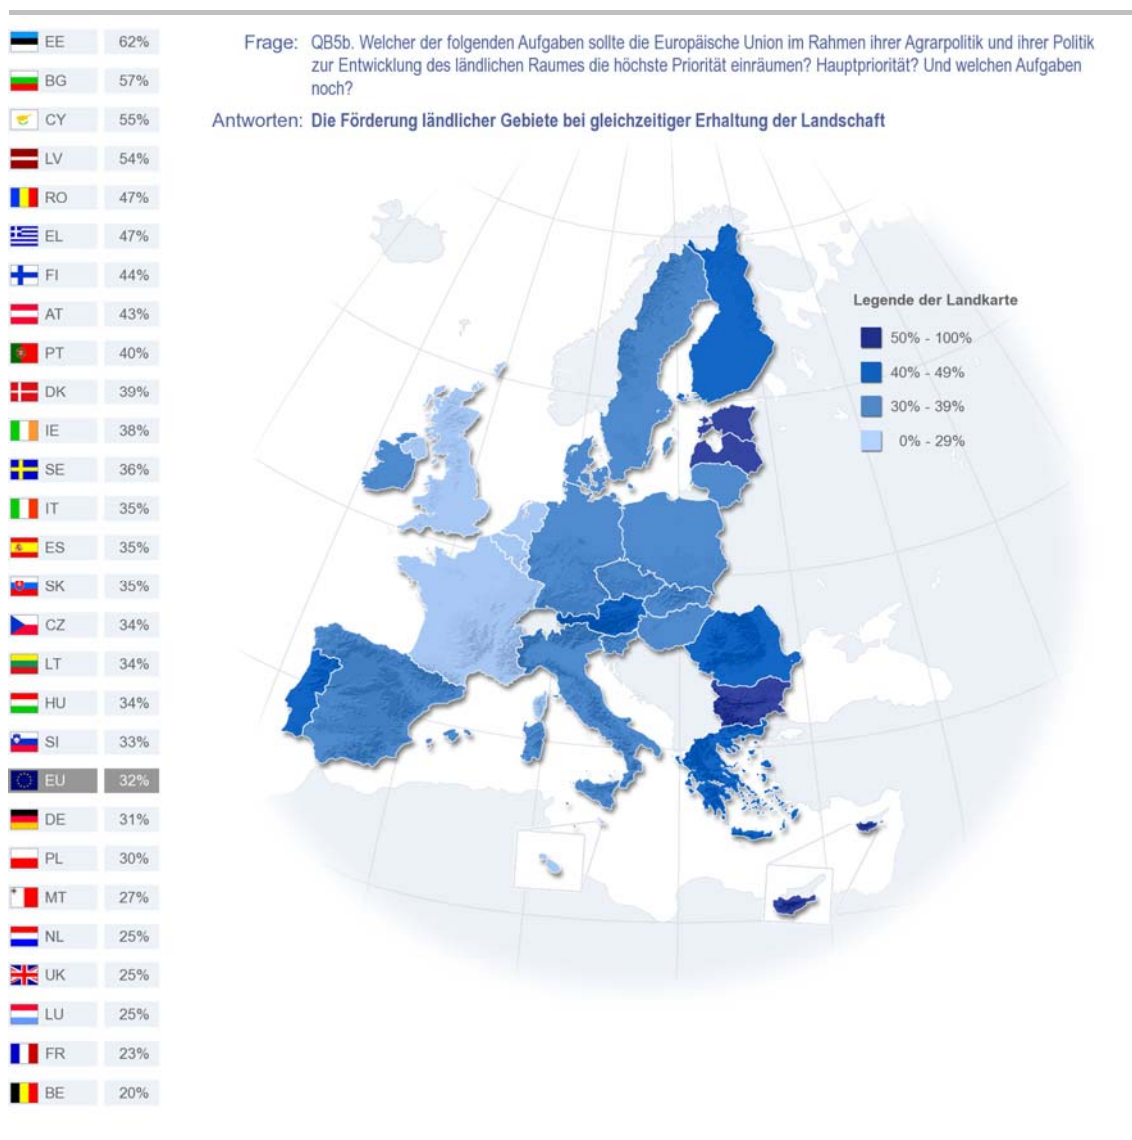 EE 62%
BG 57%
CY 55%
LV 54%
RO 47%
EL 47%
FI 44%
AT 43%
PT 40%
DK 39%
IE 38%
SE 36%
IT 35%
ES 35%
SK 35%
CZ 34%
LT 34%
HU 34%
SI 33%
EU 32%
DE 31%
PL 30%
MT 27%
NL 25%
UK 25%
LU 25%
FR 23%
BE 20%
Frage: QB5b. Welcher der folgenden Aufgaben sollte die Europäische Union im Rahmen ihrer Agrarpolitik und ihrer Politik
zur Entwicklung des ländlichen Raumes die höchste Priorität einräumen? Hauptpriorität? Und welchen Aufgaben
noch?
Antworten: Die Förderung ländlicher Gebiete bei gleichzeitiger Erhaltung der Landschaft
Legende der Landkarte
50% - 100%
40% - 49%
30% - 39%
0% - 29%